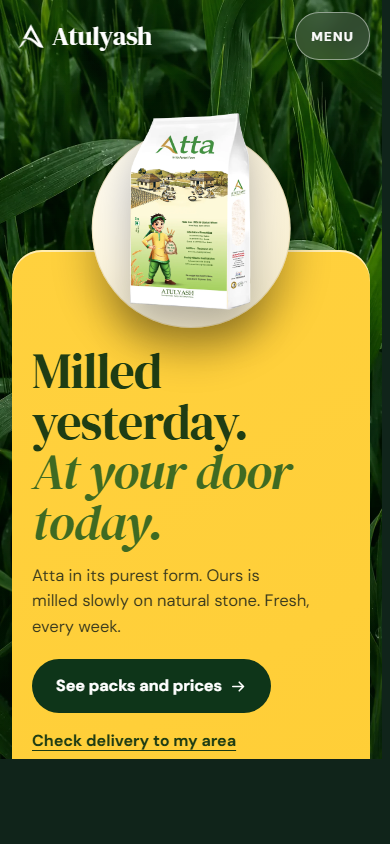 Atulyash
MENU
Atta
ATULYASH
Milled
yesterday.
At your door
today.
Atta in its purest form. Ours is
milled slowly on natural stone. Fresh,
every week.
See packs and prices →
Check delivery to my area